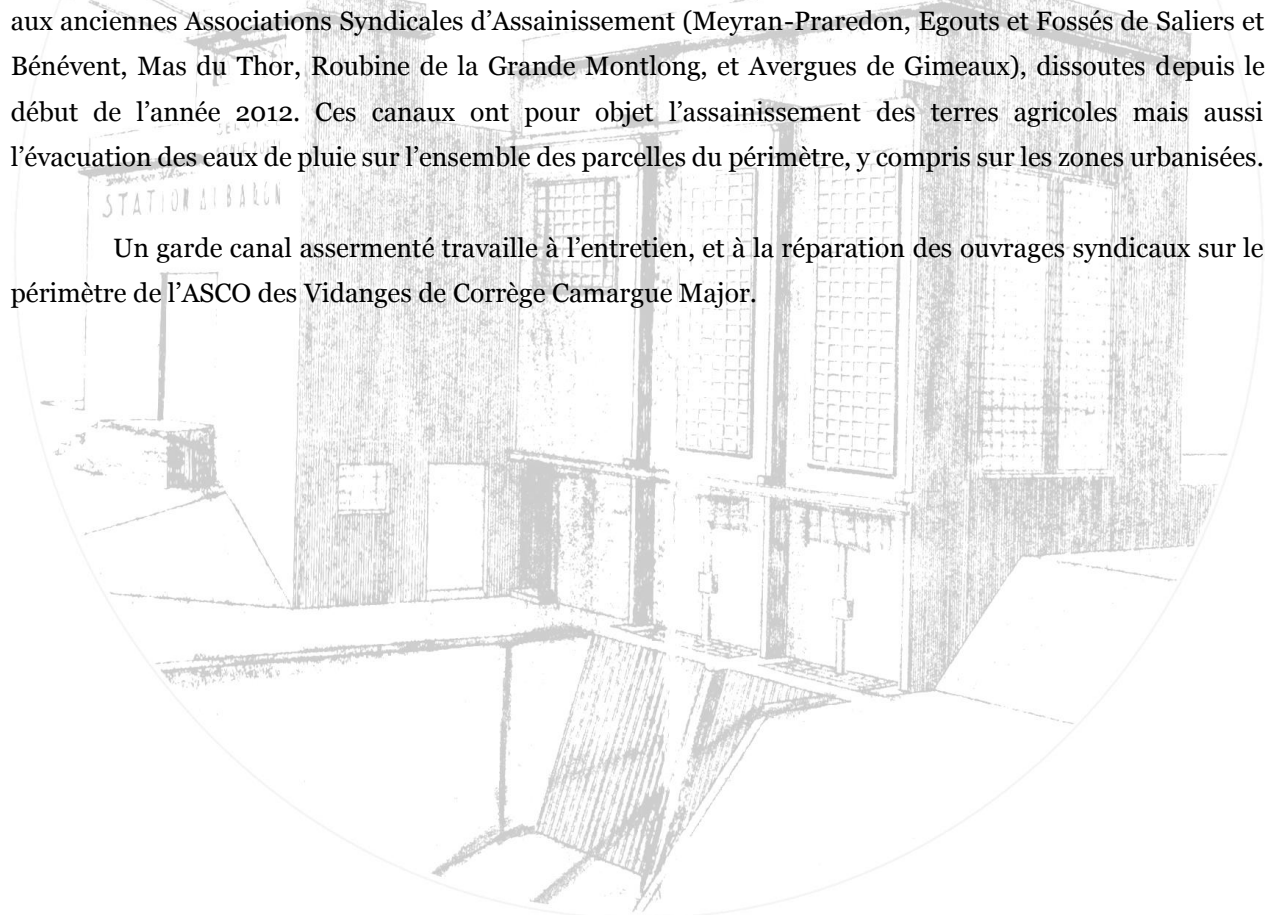 aux anciennes Associations Syndicales d’Assainissement (Meyran-Praredon, Egouts et Fossés de Saliers et
Bénévent, Mas du Thor, Roubine de la Grande Montlong, et Avergues de Gimeaux), dissoutes depuis le
début de l’année 2012. Ces canaux ont pour objet l’assainissement des terres agricoles mais aussi
l’évacuation des eaux de pluie sur l’ensemble des parcelles du périmètre, y compris sur les zones urbanisées.
STATION ALBARON
Un garde canal assermenté travaille à l’entretien, et à la réparation des ouvrages syndicaux sur le
périmètre de l’ASCO des Vidanges de Corrège Camargue Major.